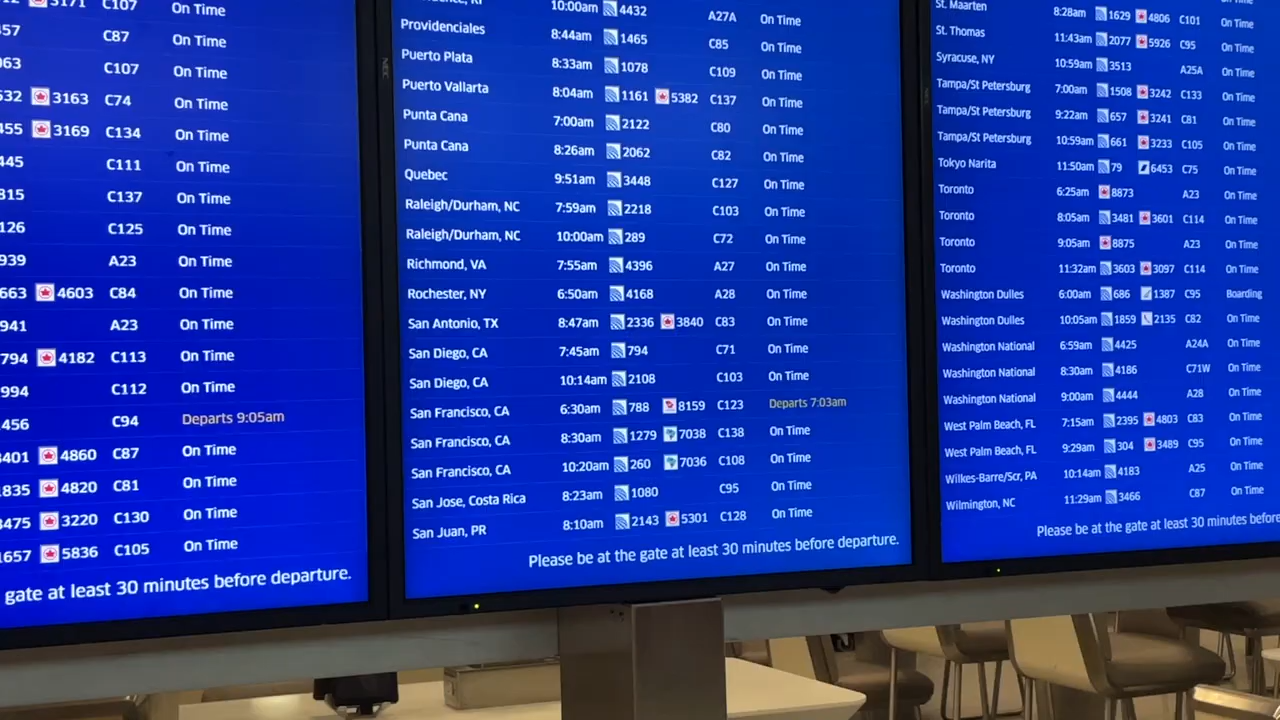 3171 C107 On Time
457 C87 On Time
063 C107 On Time
532 3163 C74 On Time
455 3169 C134 On Time
445 C111 On Time
815 C137 On Time
126 C125 On Time
939 A23 On Time
663 4603 C84 On Time
941 A23 On Time
794 4182 C113 On Time
994 C112 On Time
456 C94 Departs 9:05am
3401 4860 C87 On Time
1835 4820 C81 On Time
3475 3220 C130 On Time
1657 5836 C105 On Time
gate at least 30 minutes before departure.
NEC
10:00am 4432 A27A On Time
Providenciales 8:44am 1465 C85 On Time
Puerto Plata 8:33am 1078 C109 On Time
Puerto Vallarta 8:04am 1161 5382 C137 On Time
Punta Cana 7:00am 2122 C80 On Time
Punta Cana 8:26am 2062 C82 On Time
Quebec 9:51am 3448 C127 On Time
Raleigh/Durham, NC 7:59am 2218 C103 On Time
Raleigh/Durham, NC 10:00am 289 C72 On Time
Richmond, VA 7:55am 4396 A27 On Time
Rochester, NY 6:50am 4168 A28 On Time
San Antonio, TX 8:47am 2336 3840 C83 On Time
San Diego, CA 7:45am 794 C71 On Time
San Diego, CA 10:14am 2108 C103 On Time
San Francisco, CA 6:30am 788 8159 C123 Departs 7:03am
San Francisco, CA 8:30am 1279 7038 C138 On Time
San Francisco, CA 10:20am 260 7036 C108 On Time
San Jose, Costa Rica 8:23am 1080 C95 On Time
San Juan, PR 8:10am 2143 5301 C128 On Time
Please be at the gate at least 30 minutes before departure.
St. Maarten 8:28am 1629 4806 C101 On Time
St. Thomas 11:43am 2077 5926 C95 On Time
Syracuse, NY 10:59am 3513 A25A On Time
Tampa/St Petersburg 7:00am 1508 3242 C133 On Time
Tampa/St Petersburg 9:22am 657 3241 C81 On Time
Tampa/St Petersburg 10:59am 661 3233 C105 On Time
Tokyo Narita 11:50am 79 6453 C75 On Time
Toronto 6:25am 8873 A23 On Time
Toronto 8:05am 3481 3601 C114 On Time
Toronto 9:05am 8875 A23 On Time
Toronto 11:32am 3603 3097 C114 On Time
Washington Dulles 6:00am 686 1387 C95 Boarding
Washington Dulles 10:05am 1859 2135 C82 On Time
Washington National 6:59am 4425 A24A On Time
Washington National 8:30am 4186 C71W On Time
Washington National 9:00am 4444 A28 On Time
West Palm Beach, FL 7:15am 2395 4803 C83 On Time
West Palm Beach, FL 9:29am 304 3489 C95 On Time
Wilkes-Barre/Scr, PA 10:14am 4183 A25 On Time
Wilmington, NC 11:29am 3466 C87 On Time
Please be at the gate at least 30 minutes before